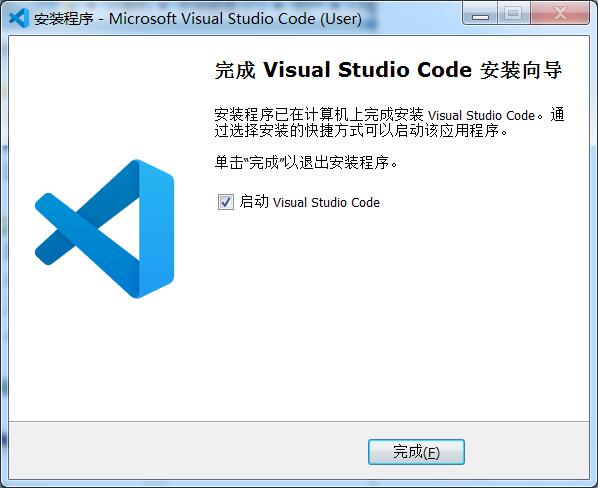 安装程序 - Microsoft Visual Studio Code (User)
完成 Visual Studio Code 安装向导
安装程序已在计算机上完成安装 Visual Studio Code。通
过选择安装的快捷方式可以启动该应用程序。
单击“完成”以退出安装程序。
启动 Visual Studio Code
完成(F)